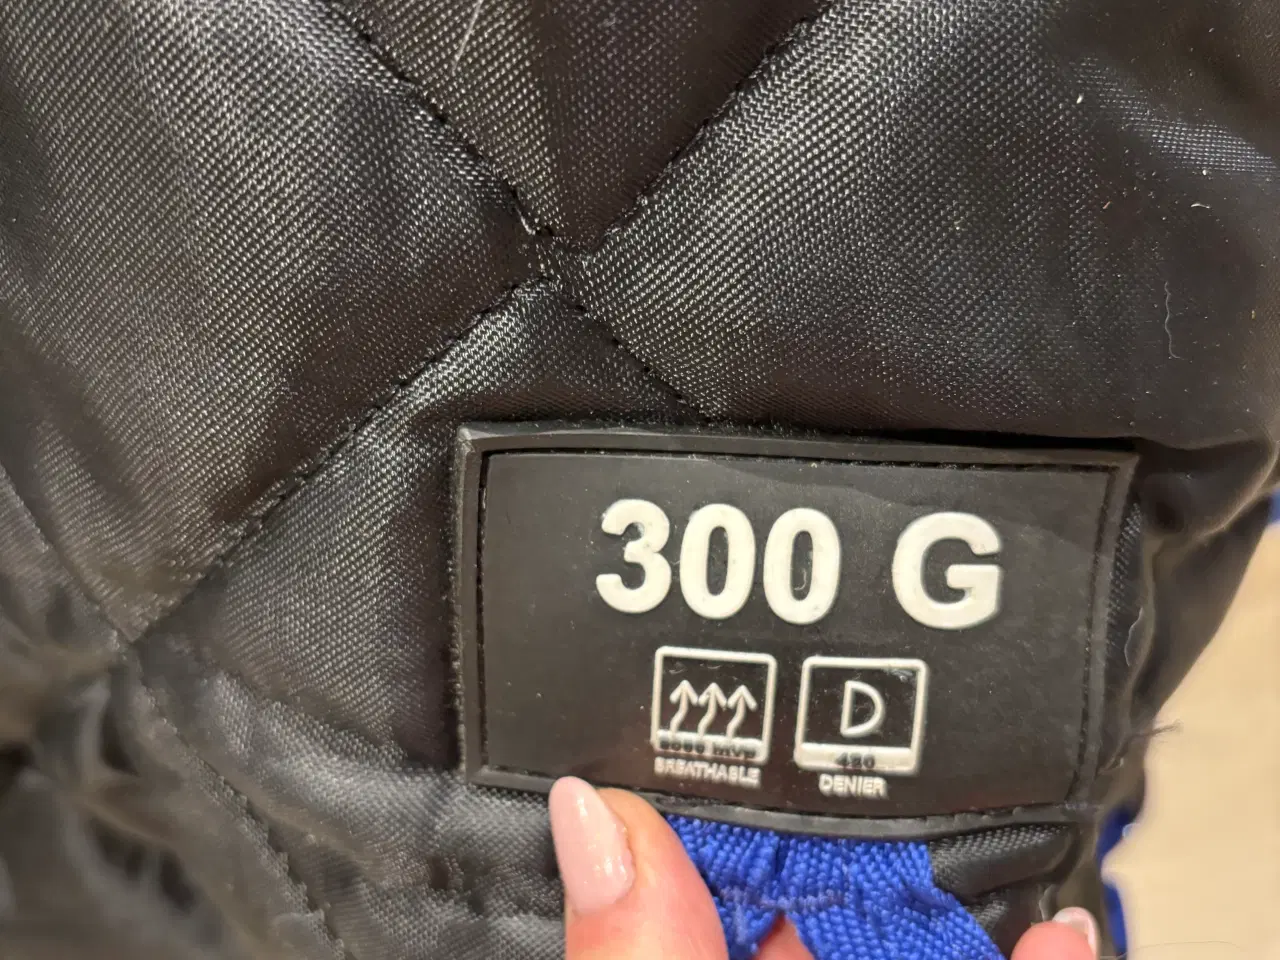 300 G
D
420
BREATHABLE
DENIER